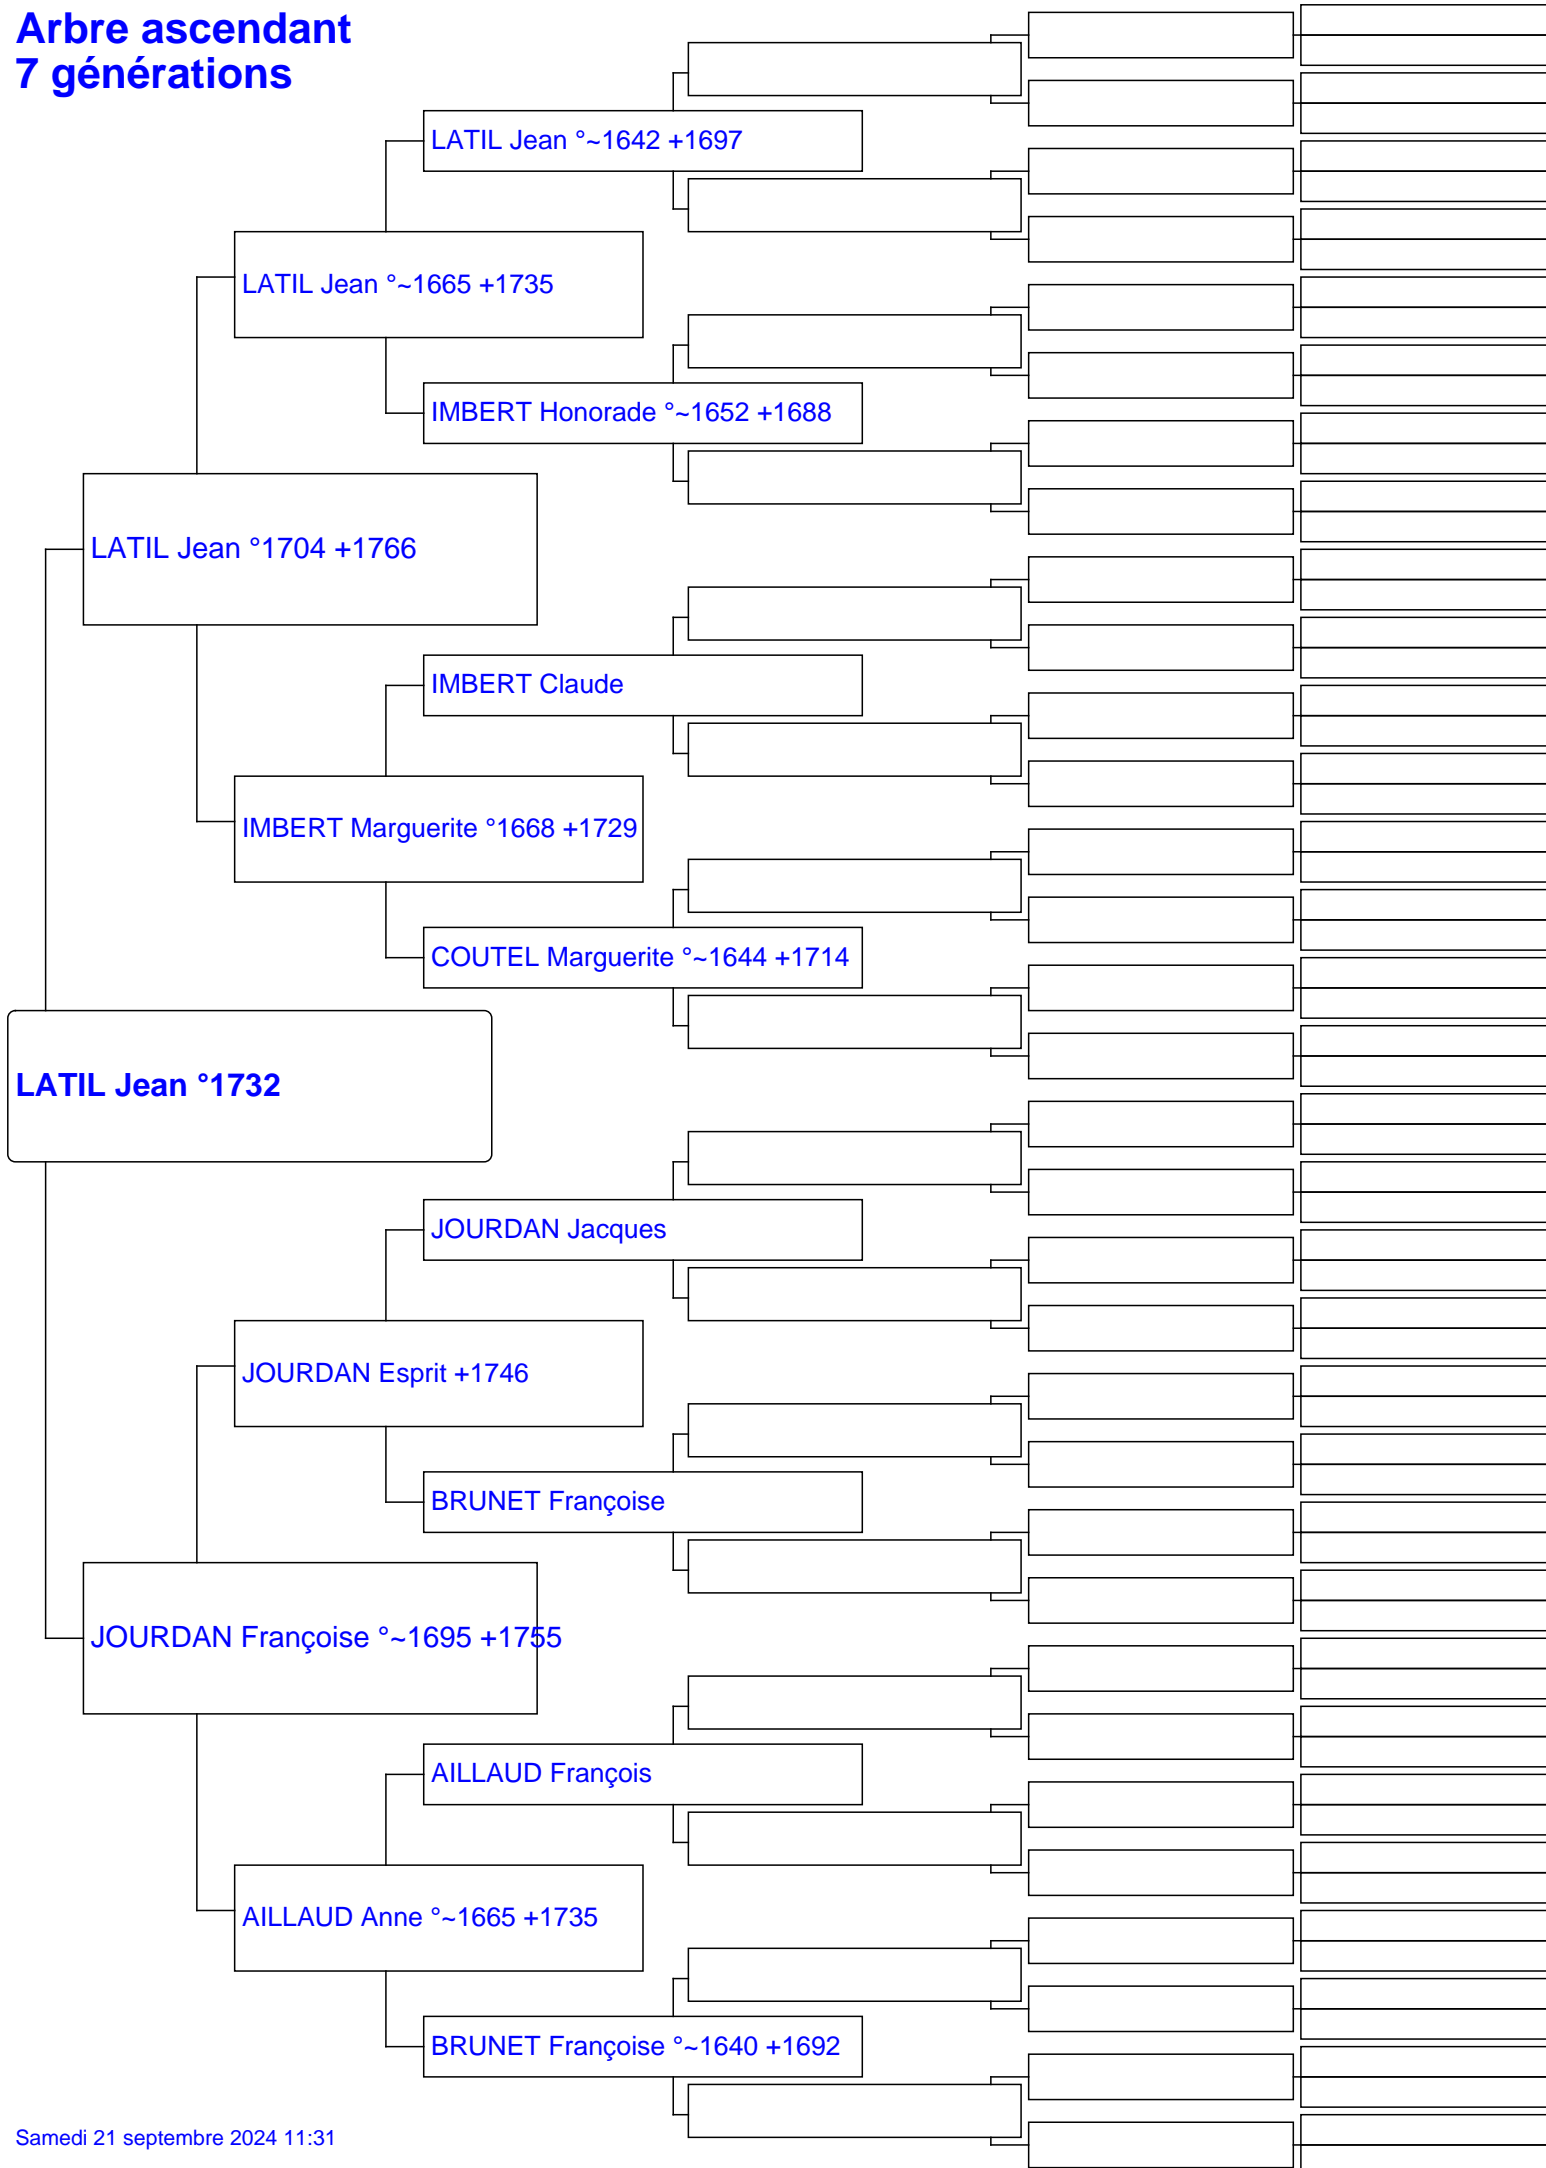 Arbre ascendant
7 générations
LATIL Jean °~1642 +1697
LATIL Jean °~1665 +1735
IMBERT Honorade °~1652 +1688
LATIL Jean °1704 +1766
IMBERT Claude
IMBERT Marguerite °1668 +1729
COUTEL Marguerite °~1644 +1714
LATIL Jean °1732
JOURDAN Jacques
JOURDAN Esprit +1746
BRUNET Françoise
JOURDAN Françoise °~1695 +1755
AILLAUD François
AILLAUD Anne °~1665 +1735
BRUNET Françoise °~1640 +1692
Samedi 21 septembre 2024 11:31